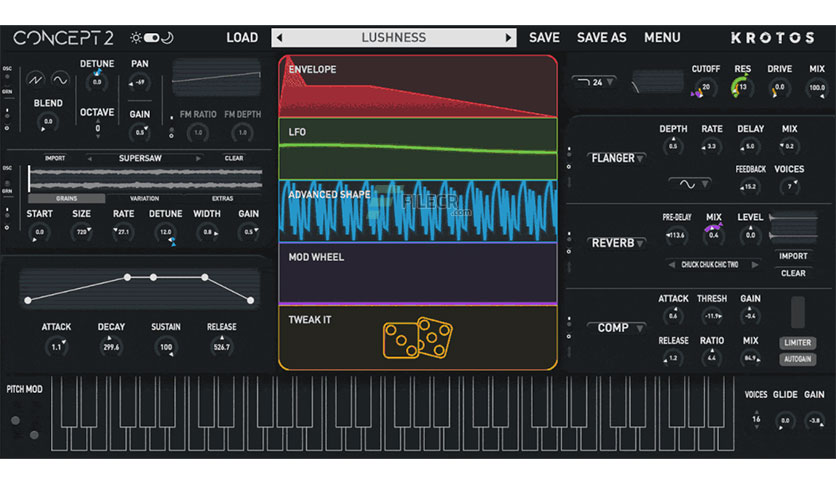 CONCEPT 2
LOAD
LUSHNESS
SAVE
SAVE AS
MENU
KROTOS
OSC
GRN
DETUNE
0.0
PAN
-69
BLEND
0.0
OCTAVE
0
GAIN
0.5
FM RATIO
1.0
FM DEPTH
0.0
OSC
GRN
IMPORT
SUPERSAW
CLEAR
GRAINS
VARIATION
EXTRAS
START
SIZE
RATE
DETUNE
WIDTH
GAIN
0.0
720
27.1
12.0
0.8
0.5
ATTACK
DECAY
SUSTAIN
RELEASE
1.1
299.6
100
526.7
ENVELOPE
LFO
ADVANCED SHAPE
FILECR
.com
MOD WHEEL
TWEAK IT
24
CUTOFF
RES
DRIVE
MIX
20
13
0.0
100.0
FLANGER
DEPTH
RATE
DELAY
MIX
0.5
3.3
5.0
0.2
FEEDBACK
VOICES
15.2
7
REVERB
PRE-DELAY
MIX
LEVEL
113.6
0.4
0.0
CHUCK CHUK CHIC TWO
IMPORT
CLEAR
COMP
ATTACK
THRESH
GAIN
0.6
-11.9
-0.4
RELEASE
RATIO
MIX
1.2
4.4
84.9
LIMITER
AUTOGAIN
PITCH MOD
VOICES
GLIDE
GAIN
16
0.0
-3.8